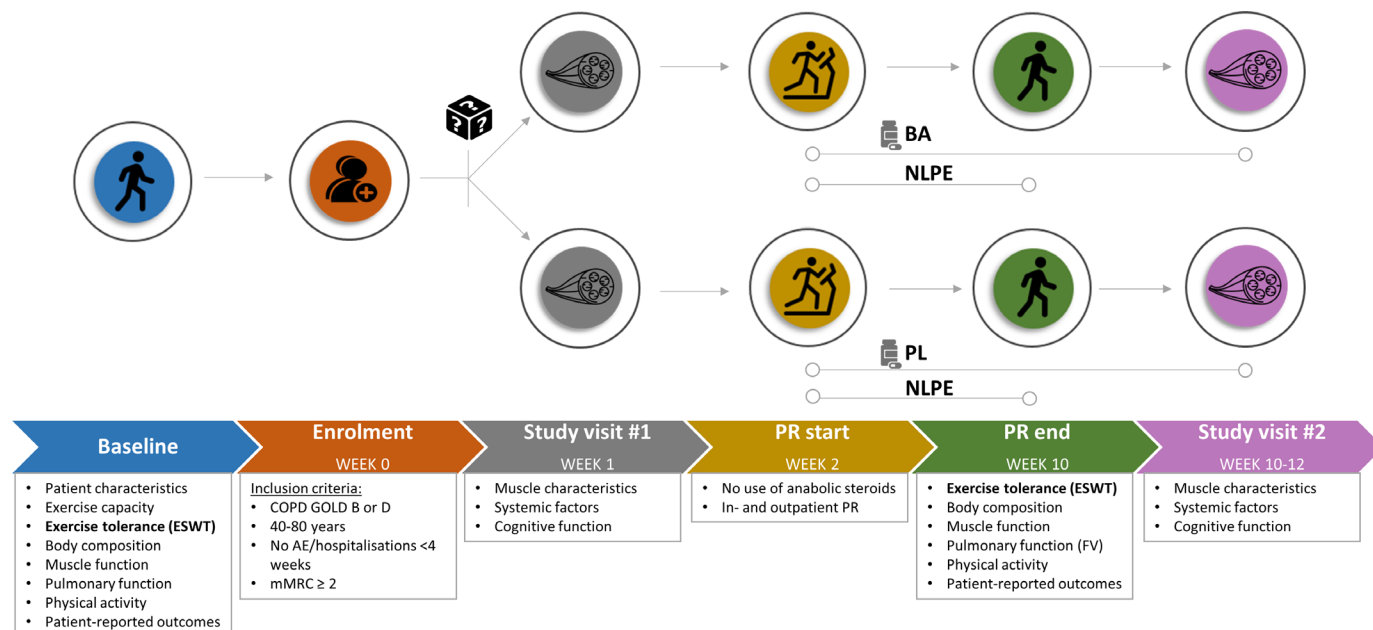 ? ? ?
BA
NLPE
PL
NLPE
Baseline
Patient characteristics
Exercise capacity
Exercise tolerance (ESWT)
Body composition
Muscle function
Pulmonary function
Physical activity
Patient-reported outcomes
Enrolment
WEEK 0
Inclusion criteria:
COPD GOLD B or D
40-80 years
No AE/hospitalisations <4
weeks
mMRC ≥ 2
Study visit #1
WEEK 1
Muscle characteristics
Systemic factors
Cognitive function
PR start
WEEK 2
No use of anabolic steroids
In- and outpatient PR
PR end
WEEK 10
Exercise tolerance (ESWT)
Body composition
Muscle function
Pulmonary function (FV)
Physical activity
Patient-reported outcomes
Study visit #2
WEEK 10-12
Muscle characteristics
Systemic factors
Cognitive function